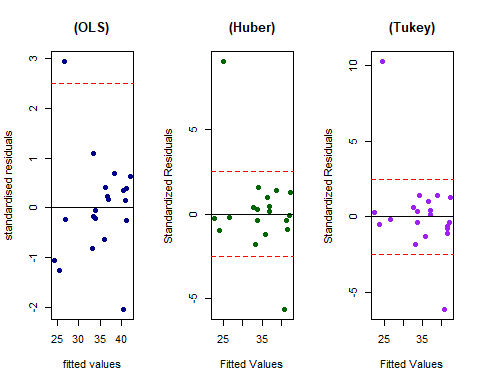 (OLS) (Huber) (Tukey)
standardised residuals
3
2
1
0
-1
-2
25 30 35 40
fitted values
Standardized Residuals
5
0
-5
25 35
Fitted Values
Standardized Residuals
10
5
0
-5
25 35
Fitted Values